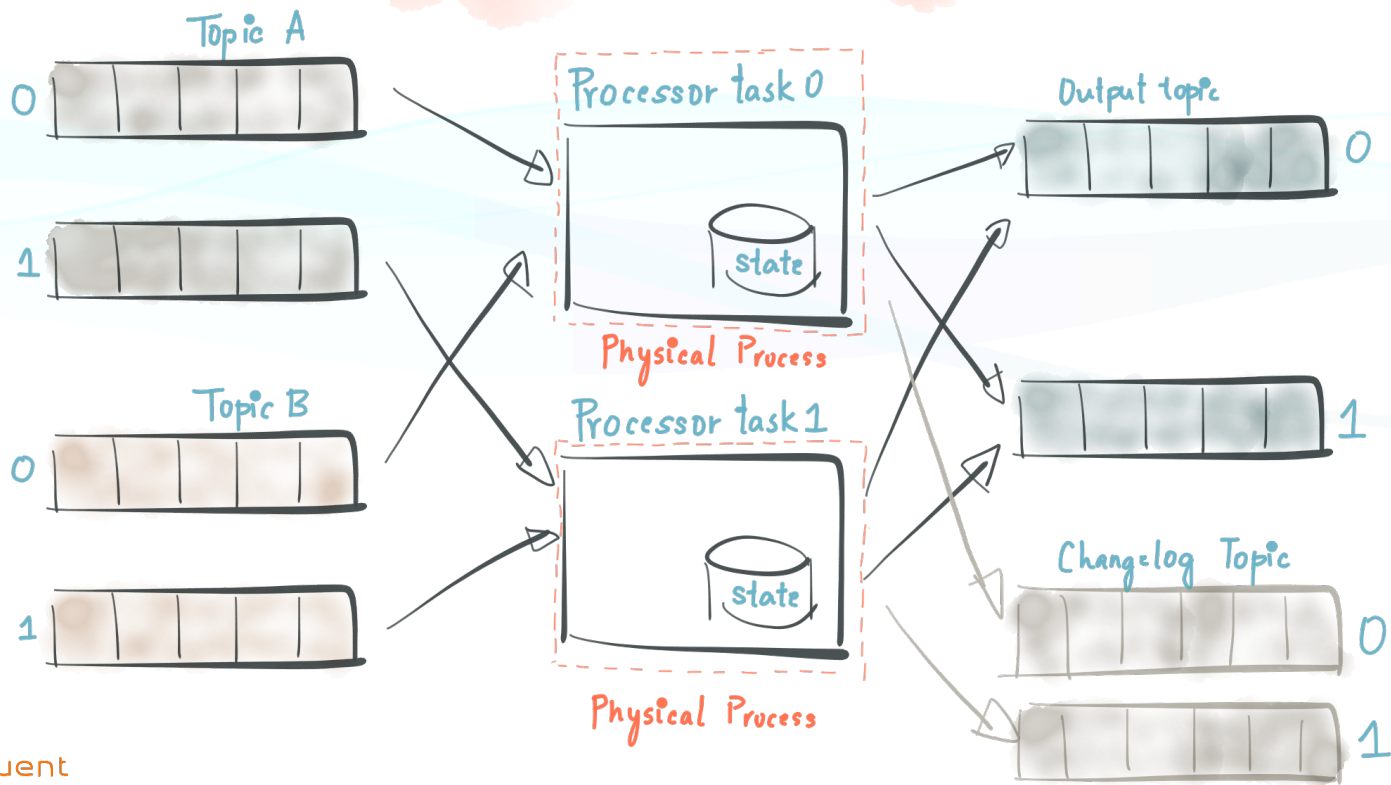 Topic A
0
1
Topic B
0
1
Processor task 0
state
Physical Process
Processor task 1
state
Physical Process
Output topic
0
1
Changelog Topic
0
1
uent